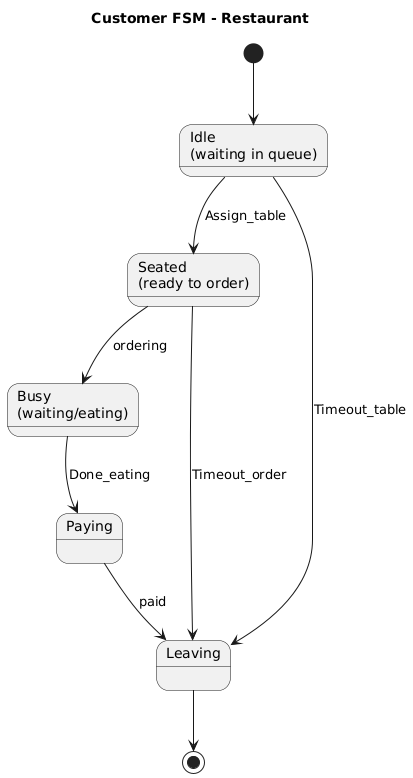 Customer FSM - Restaurant
Idle
(waiting in queue)
Assign_table
Seated
(ready to order)
ordering
Timeout_table
Busy
(waiting/eating)
Done_eating
Timeout_order
Paying
paid
Leaving